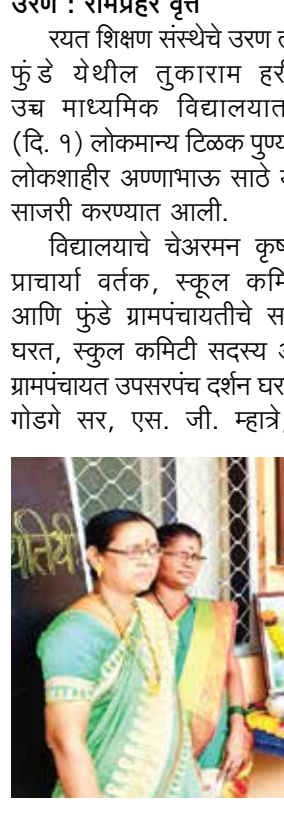 उरण : रामप्रहर वृत्त
रयत शिक्षण संस्थेचे उरण त
फुंडे येथील तुकाराम हरी
उच्च माध्यमिक विद्यालयात
(दि. १) लोकमान्य टिळक पुण्य
लोकशाहीर अण्णाभाऊ साठे
साजरी करण्यात आली.
विद्यालयाचे चेअरमन कृष
प्राचार्या वर्तक, स्कूल कमि
आणि फुंडे ग्रामपंचायतीचे स
घरत, स्कुल कमिटी सदस्य
ग्रामपंचायत उपसरपंच दर्शन घर
गोडगे सर, एस. जी. म्हात्रे,